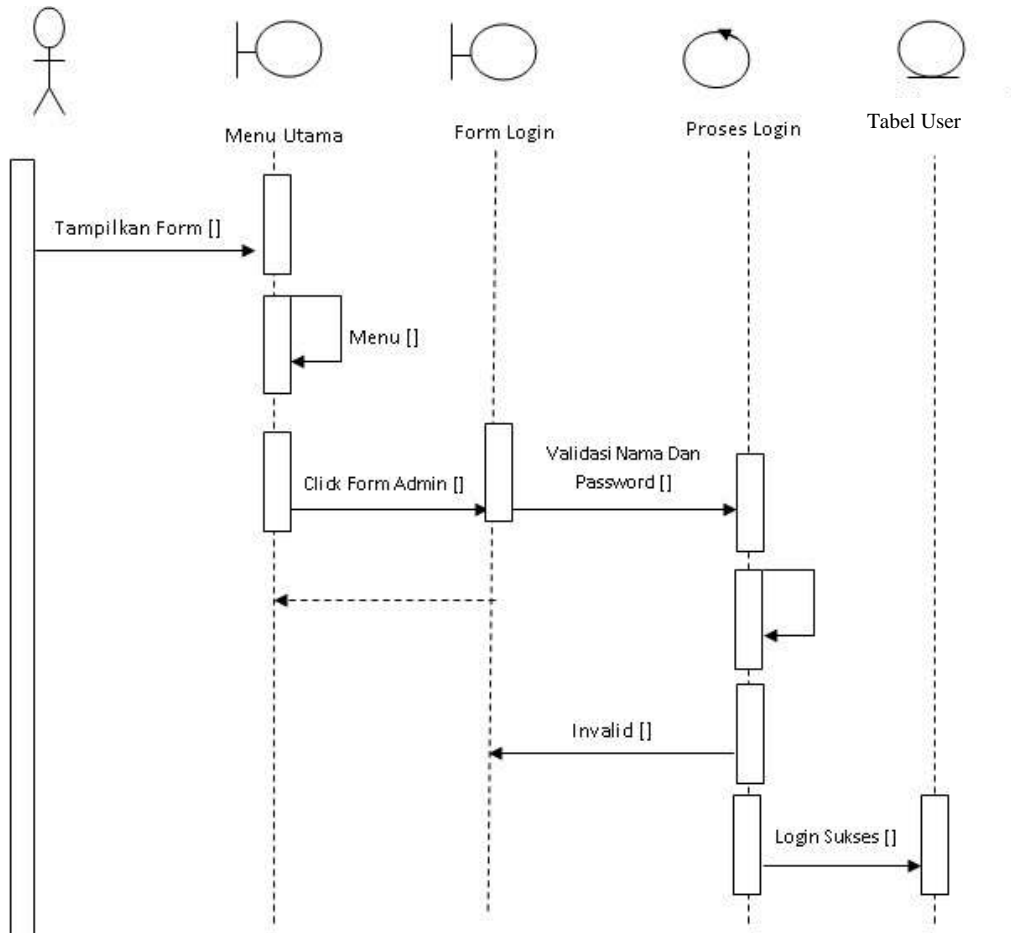 Menu Utama
Form Login
Proses Login
Tabel User
Tampilkan Form []
Menu []
Click Form Admin []
Validasi Nama Dan
Password []
Invalid []
Login Sukses []